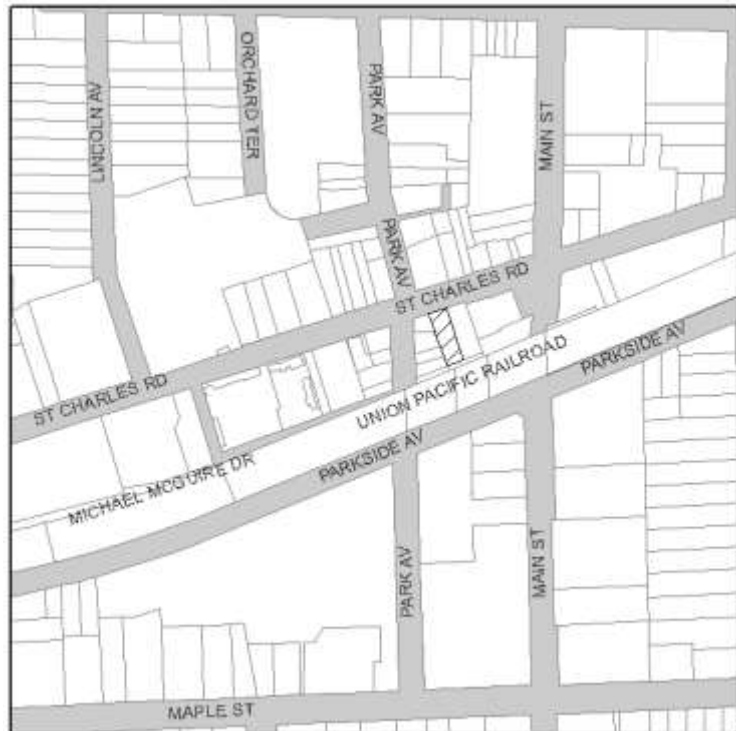 ORCHARD TER
PARK AV
LINCOLN AV
MAIN ST
PARK AV
ST CHARLES RD
UNION PACIFIC RAILROAD
PARKSIDE AV
ST CHARLES RD
PARKSIDE AV
MICHAEL MCGUIRE DR
PARK AV
MAIN ST
MAPLE ST